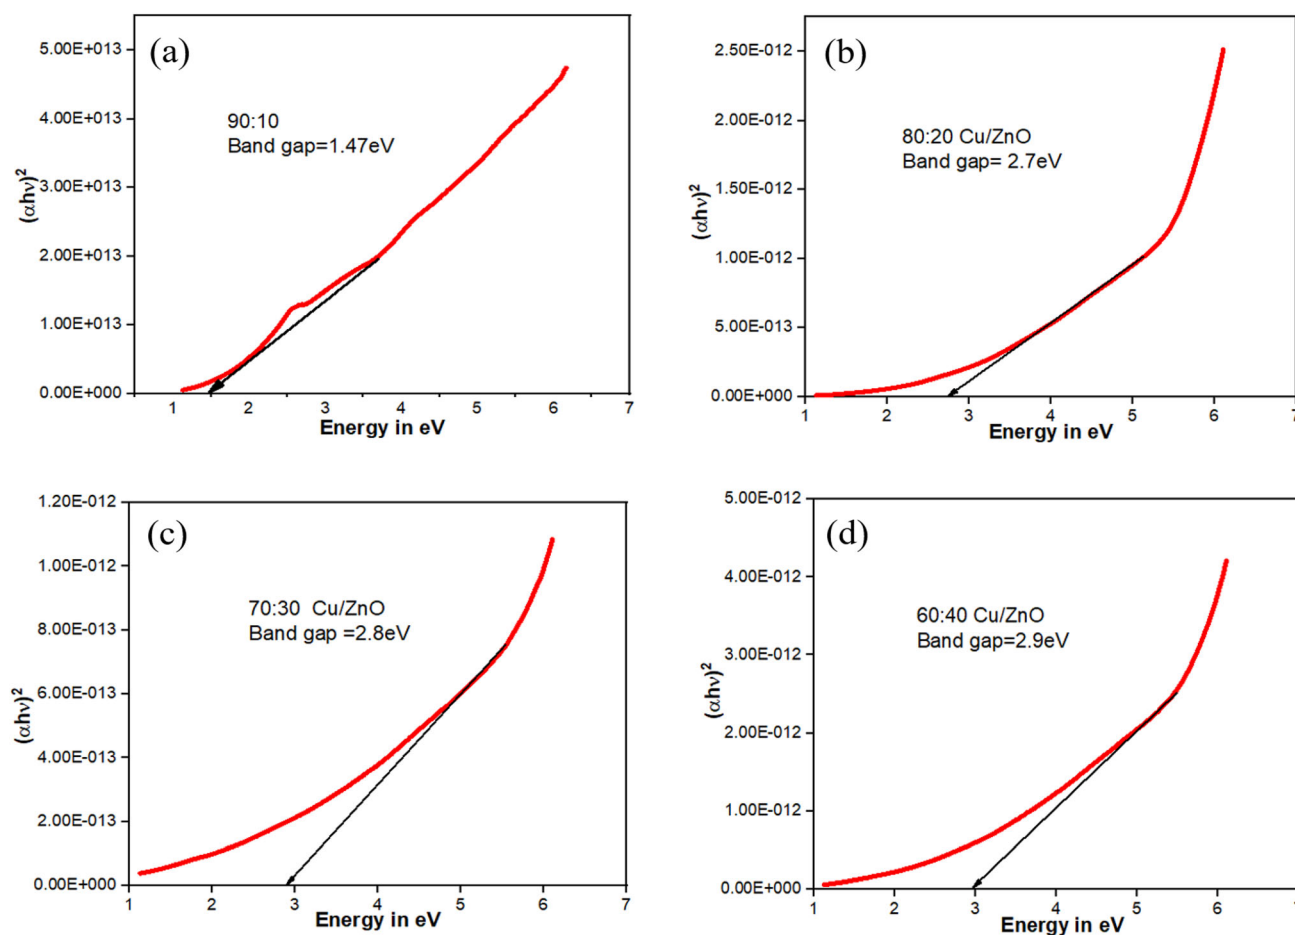 (a)
5.00E+013
4.00E+013
3.00E+013
2.00E+013
1.00E+013
0.00E+000
(αhν)²
90:10
Band gap=1.47eV
1 2 3 4 5 6 7
Energy in eV
(b)
2.50E-012
2.00E-012
1.50E-012
1.00E-012
5.00E-013
0.00E+000
(αhν)²
80:20 Cu/ZnO
Band gap= 2.7eV
1 2 3 4 5 6 7
Energy in eV
(c)
1.20E-012
1.00E-012
8.00E-013
6.00E-013
4.00E-013
2.00E-013
0.00E+000
(αhν)²
70:30 Cu/ZnO
Band gap =2.8eV
1 2 3 4 5 6 7
Energy in eV
(d)
5.00E-012
4.00E-012
3.00E-012
2.00E-012
1.00E-012
0.00E+000
(αhν)²
60:40 Cu/ZnO
Band gap=2.9eV
1 2 3 4 5 6 7
Energy in eV